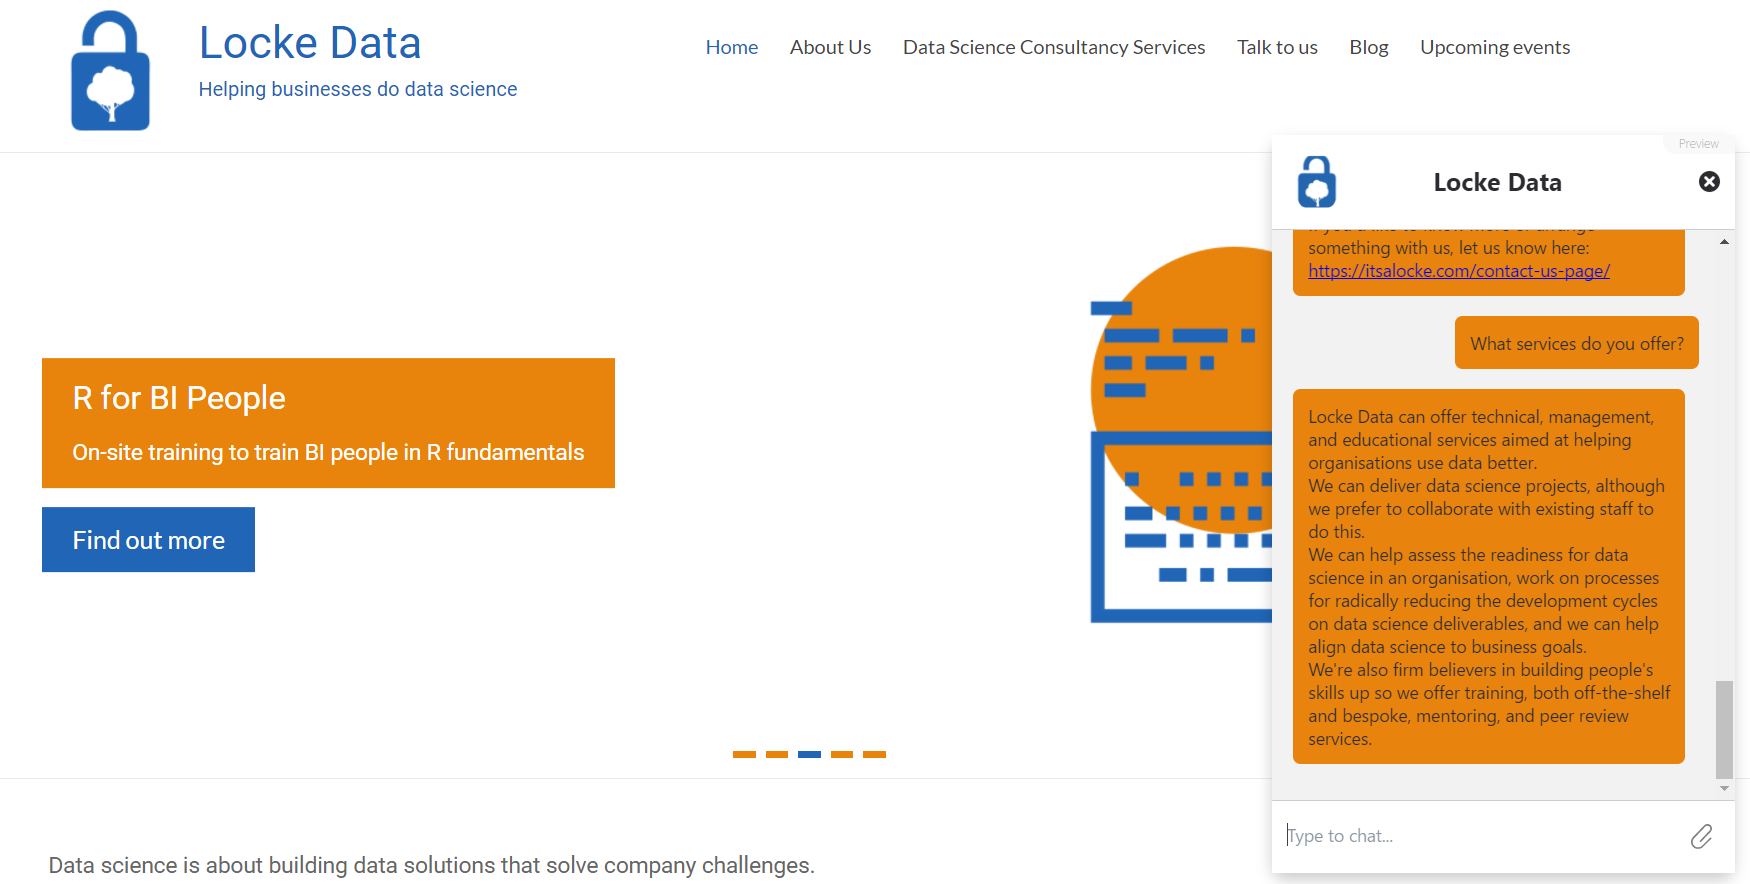 Locke Data
Helping businesses do data science
Home About Us Data Science Consultancy Services Talk to us Blog Upcoming events
R for BI People
On-site training to train BI people in R fundamentals
Find out more
Data science is about building data solutions that solve company challenges.
Preview
Locke Data
something with us, let us know here:
https://itsalocke.com/contact-us-page/
What services do you offer?
Locke Data can offer technical, management,
and educational services aimed at helping
organisations use data better.
We can deliver data science projects, although
we prefer to collaborate with existing staff to
do this.
We can help assess the readiness for data
science in an organisation, work on processes
for radically reducing the development cycles
on data science deliverables, and we can help
align data science to business goals.
We're also firm believers in building people's
skills up so we offer training, both off-the-shelf
and bespoke, mentoring, and peer review
services.
Type to chat...